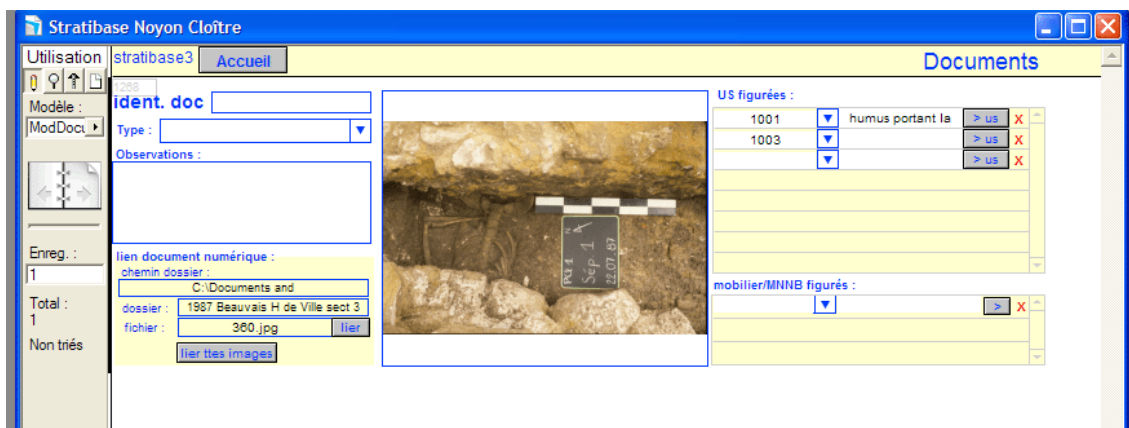 Stratibase Noyon Cloître
Utilisation
stratibase3
Accueil
Documents
1268
ident. doc
Modèle :
ModDocu
Type :
Observations :
US figurées :
1001
humus portant la
> us
X
1003
> us
X
> us
X
Sép. 1
22.07.87
Enreg. :
1
Total :
1
Non triés
lien document numérique :
chemin dossier :
C:\Documents and
dossier :
1987 Beauvais H de Ville sect 3
fichier :
360.jpg
lier
lier ttes images
mobilier/MNNB figurés :
>
X